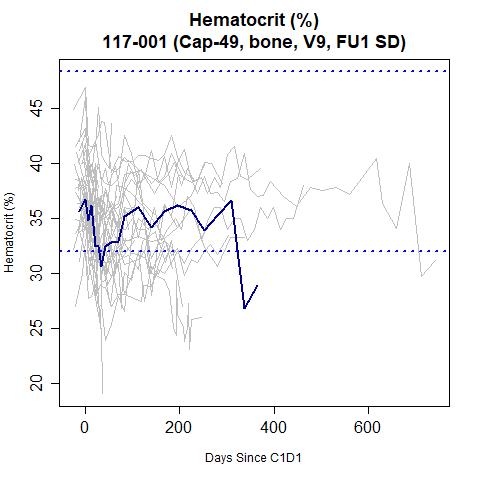 Hematocrit (%)
117-001 (Cap-49, bone, V9, FU1 SD)
Hematocrit (%)
45
40
35
30
25
20
0 200 400 600
Days Since C1D1